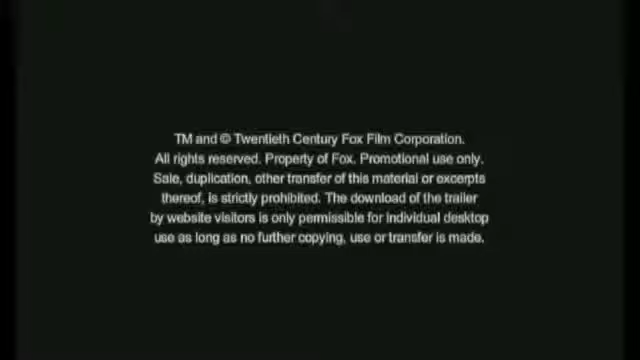 TM and © Twentieth Century Fox Film Corporation.
All rights reserved. Property of Fox. Promotional use only.
Sale, duplication, other transfer of this material or excerpts
thereof, is strictly prohibited. The download of the trailer
by website visitors is only permissible for individual desktop
use as long as no further copying, use or transfer is made.